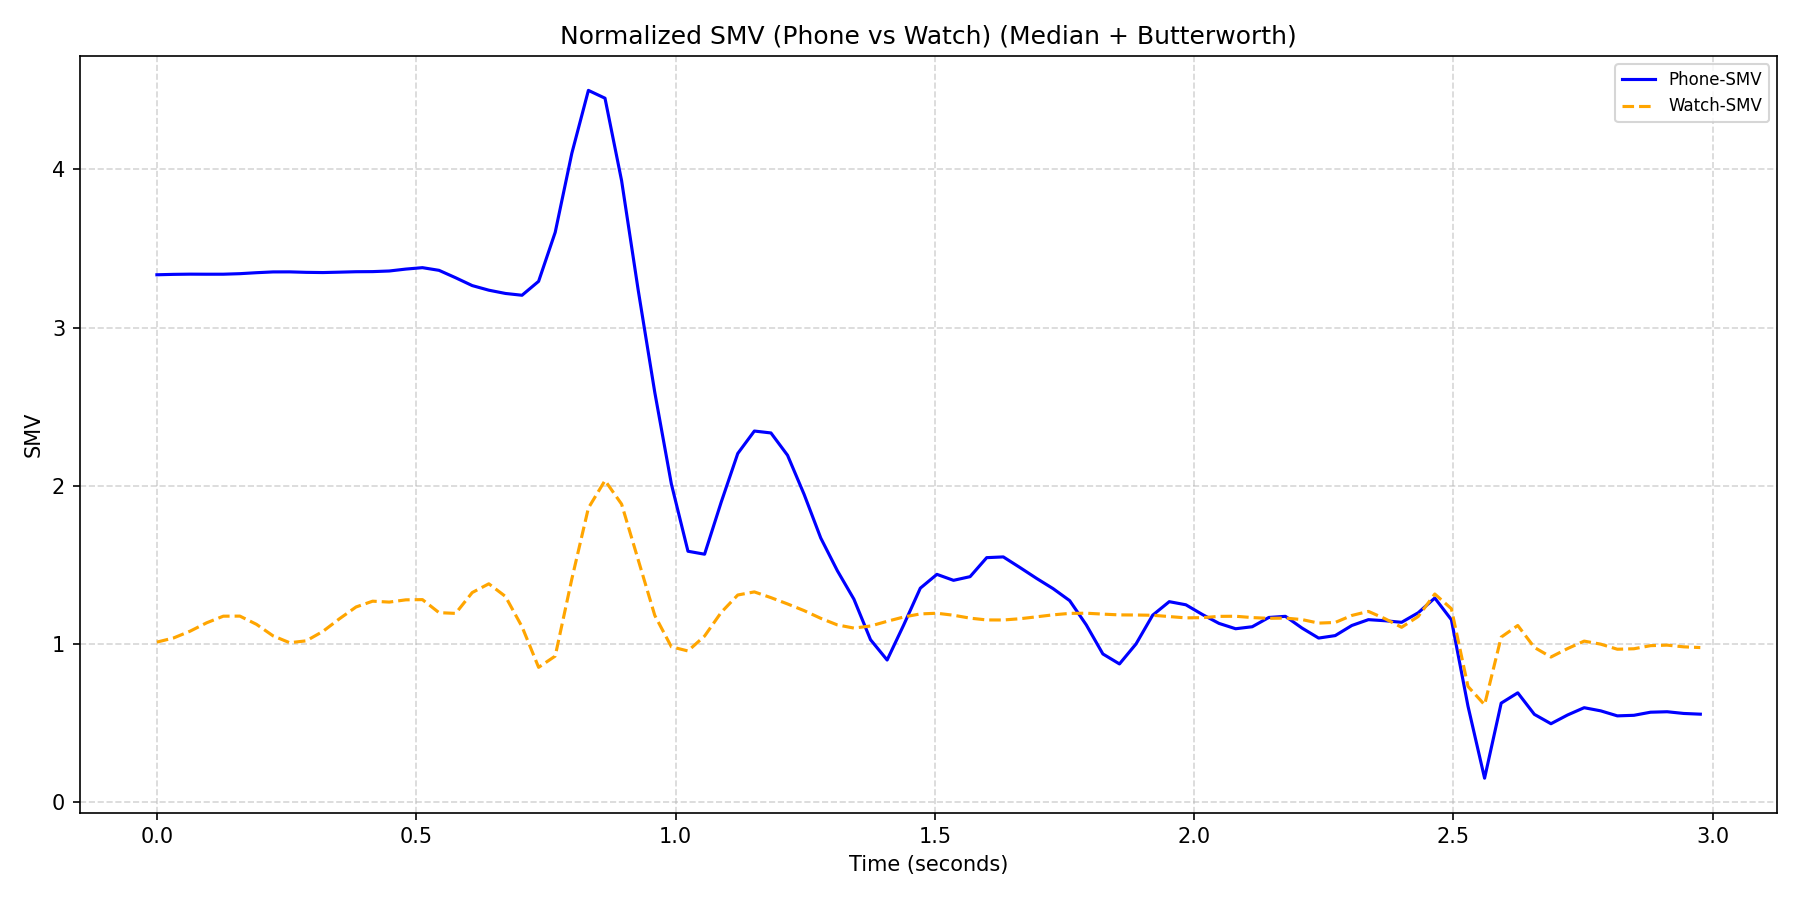 Normalized SMV (Phone vs Watch) (Median + Butterworth)
Phone-SMV
Watch-SMV
SMV
4
3
2
1
0
0.0 0.5 1.0 1.5 2.0 2.5 3.0
Time (seconds)